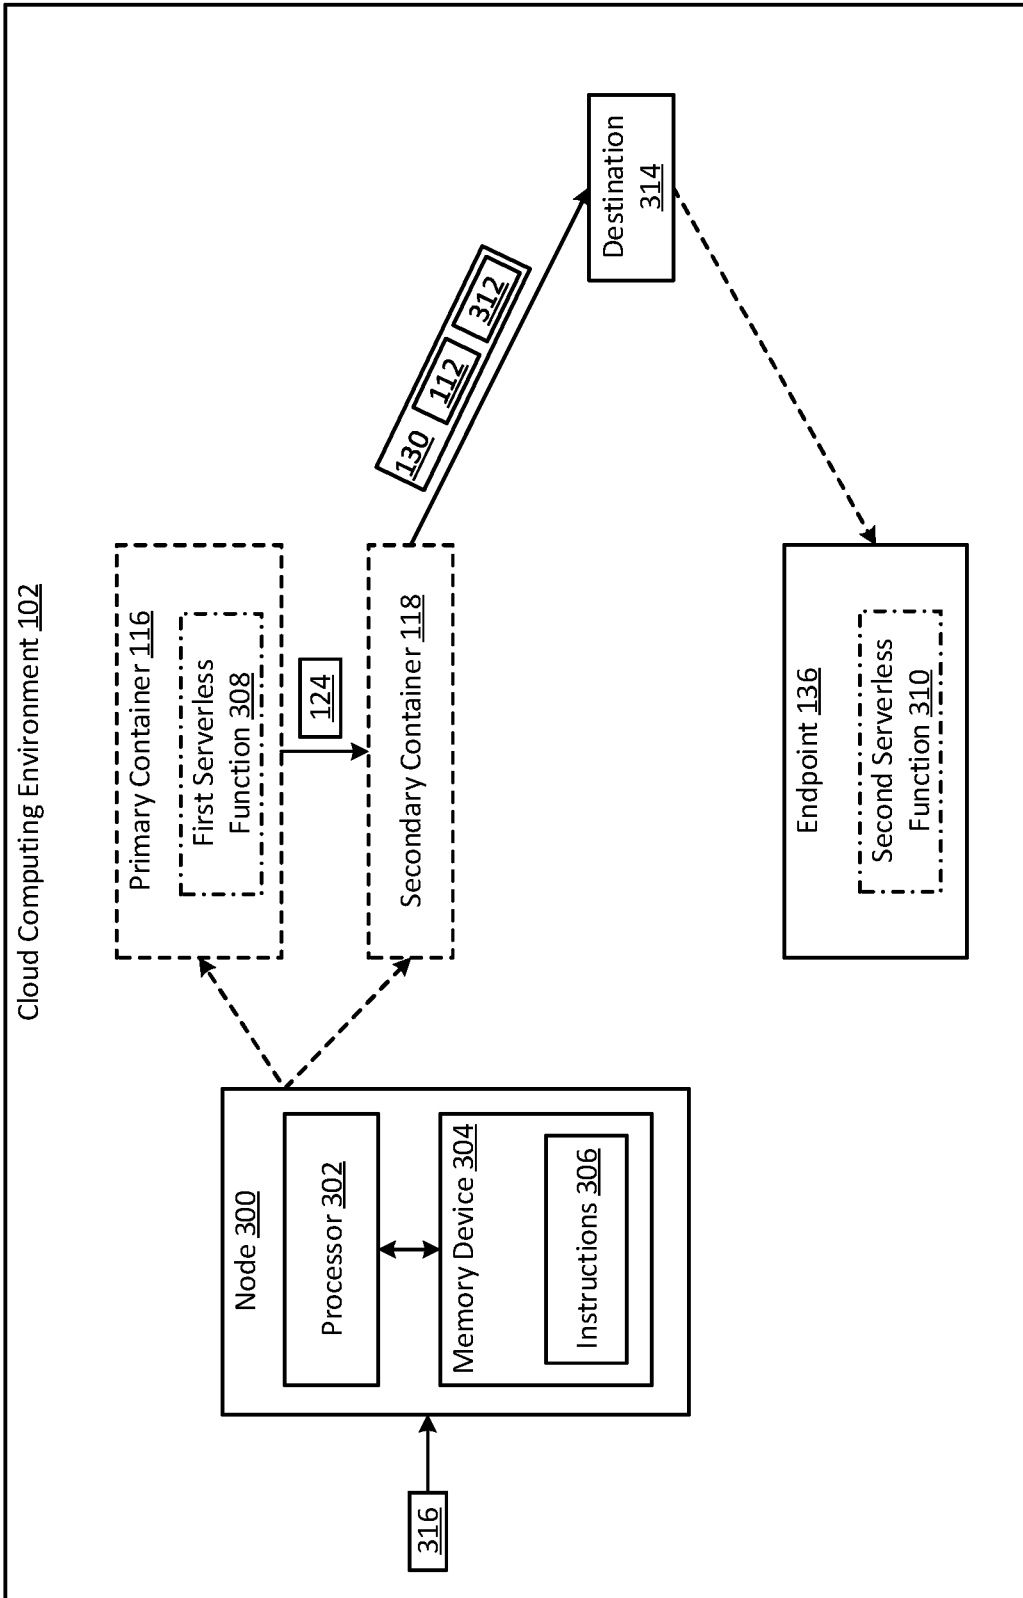 Cloud Computing Environment 102
316
Node 300
Processor 302
Memory Device 304
Instructions 306
Primary Container 116
First Serverless
Function 308
124
Secondary Container 118
130
112
312
Destination
314
Endpoint 136
Second Serverless
Function 310